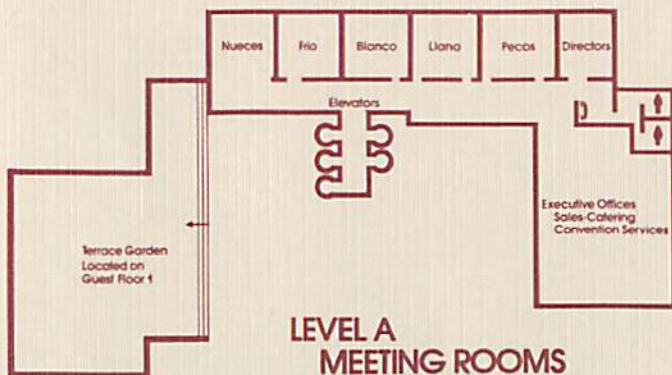 Nueces
Frio
Blanco
Llano
Pecos
Directors
Elevators
Executive Offices
Sales-Catering
Convention Services
Terrace Garden
Located on
Guest Floor 1
LEVEL A
MEETING ROOMS